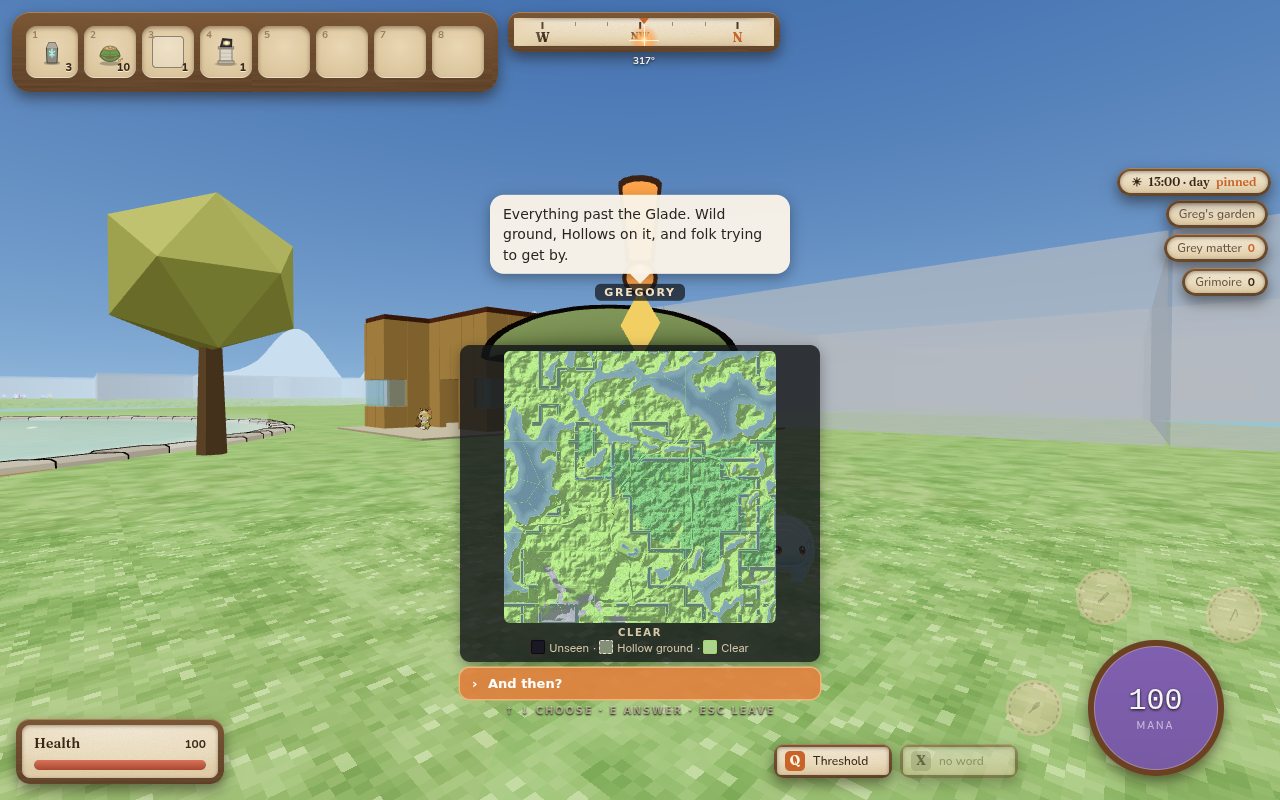 1 2 3 4 5 6 7 8
3 10 1 1
W NW N
317°
13:00 · day pinned
Greg's garden
Grey matter 0
Grimoire 0
Everything past the Glade. Wild
ground, Hollows on it, and folk trying
to get by.
GREGORY
CLEAR
Unseen · Hollow ground · Clear
› And then?
↑ ↓ CHOOSE · E ANSWER · ESC LEAVE
Health 100
100
MANA
Q Threshold
X no word